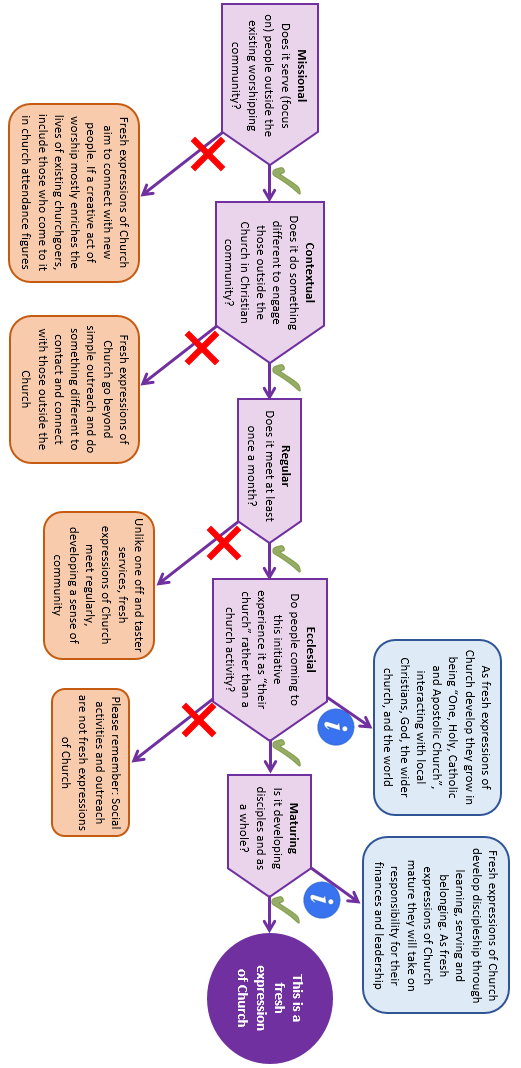 Missional
Does it serve (focus
on) people outside the
existing worshipping
community?
Fresh expressions of Church
aim to connect with new
people. If a creative act of
worship mostly enriches the
lives of existing churchgoers,
include those who come to it
in church attendance figures
Contextual
Does it do something
different to engage
those outside the
Church in Christian
community?
Fresh expressions of
Church go beyond
simple outreach and do
something different to
contact and connect
with those outside the
Church
Regular
Does it meet at least
once a month?
Unlike one off and taster
services, fresh
expressions of Church
meet regularly,
developing a sense of
community
Ecclesial
Do people coming to
this initiative
experience it as “their
church” rather than a
church activity?
i
As fresh expressions of
Church develop they grow in
being “One, Holy, Catholic
and Apostolic Church”,
interacting with local
Christians, God, the wider
church, and the world
Please remember: Social
activities and outreach
are not fresh expressions
of Church
Maturing
Is it developing
disciples and as
a whole?
i
Fresh expressions of Church
develop discipleship through
learning, serving and
belonging. As fresh
expressions of Church
mature they will take on
responsibility for their
finances and leadership
This is a
fresh
expression
of Church